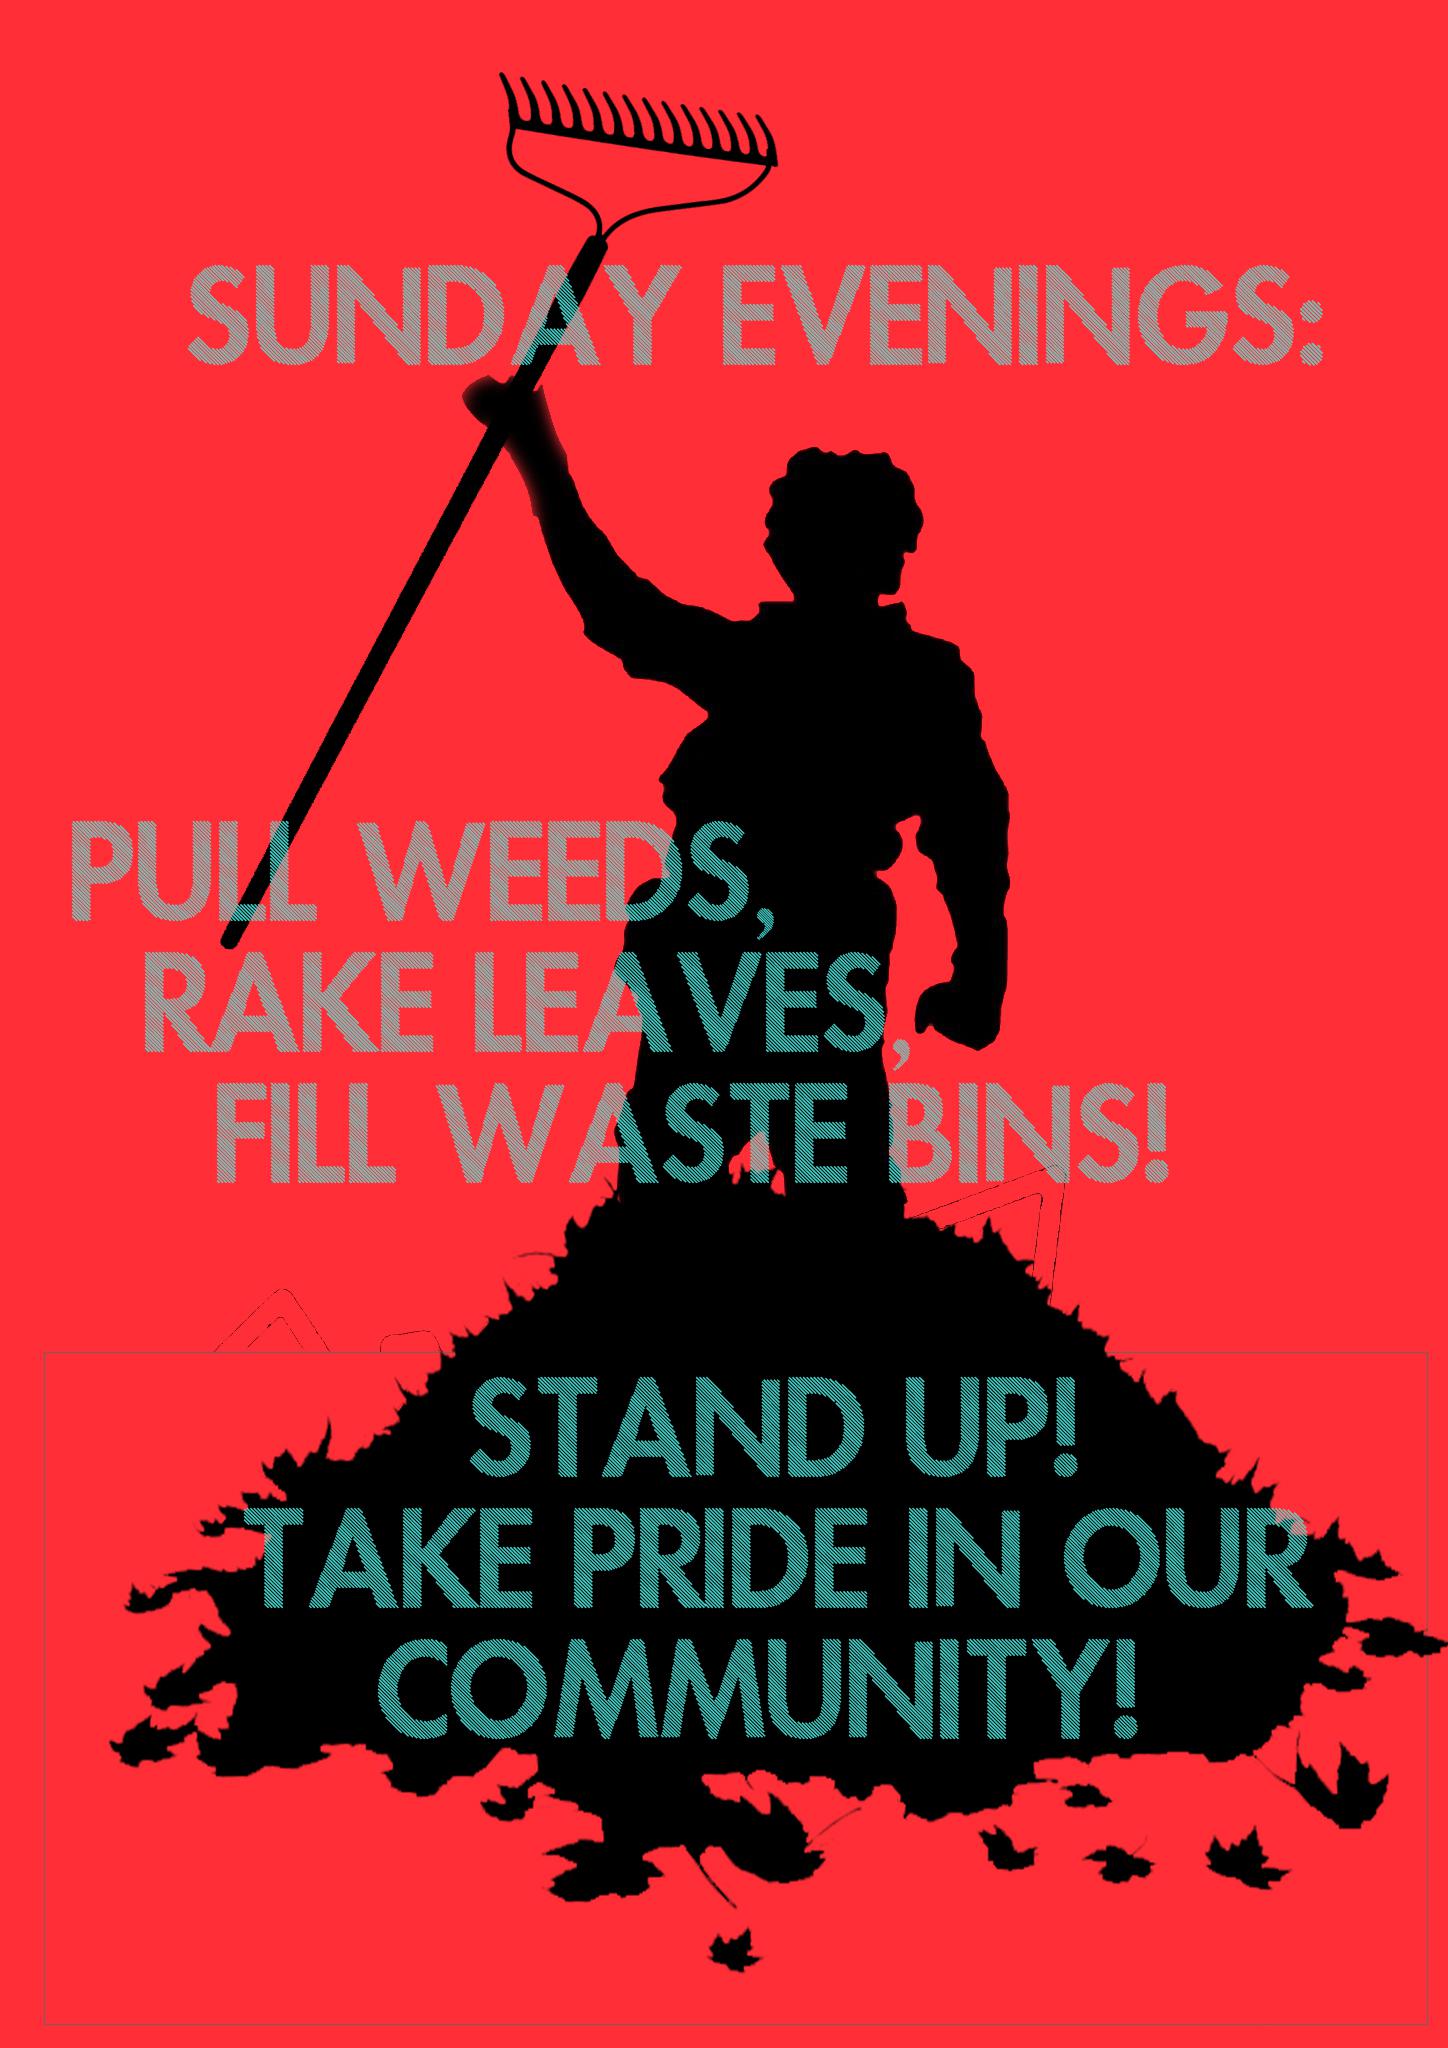 SUNDAY EVENINGS:
PULL WEEDS,
RAKE LEAVES,
FILL WASTE BINS!
STAND UP!
TAKE PRIDE IN OUR
COMMUNITY!